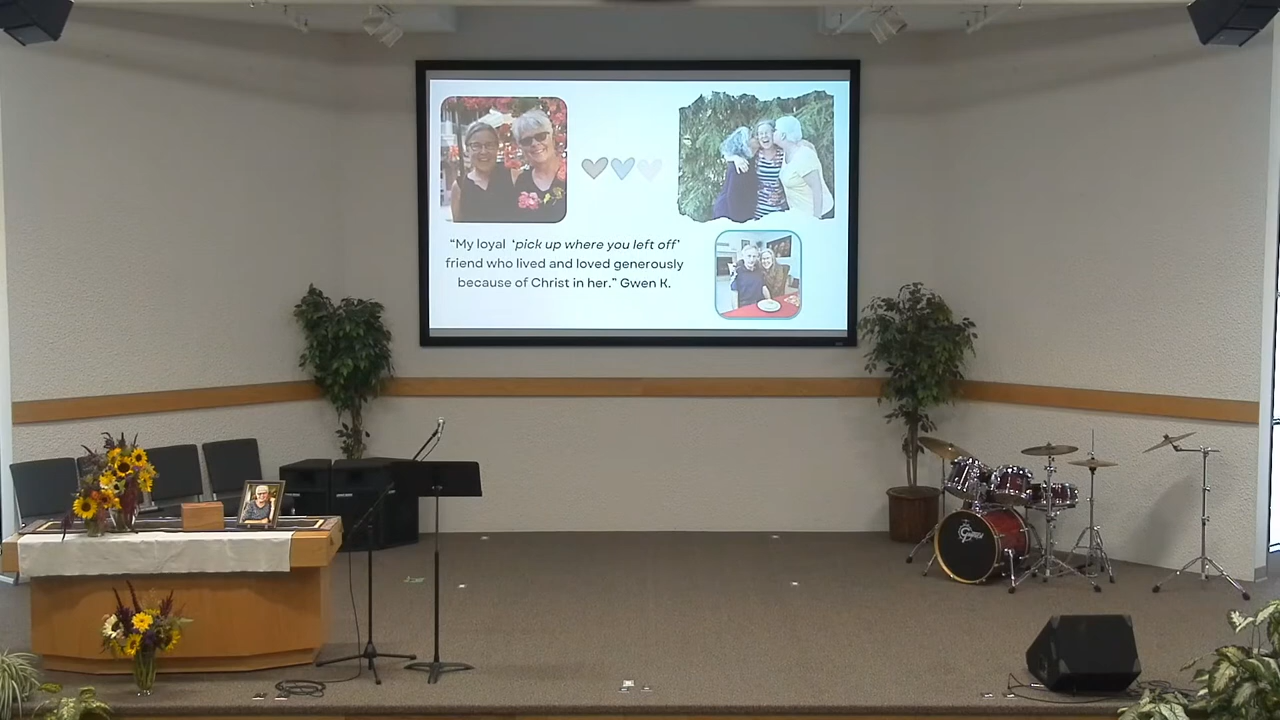 “My loyal ‘pick up where you left off’
friend who lived and loved generously
because of Christ in her.” Gwen K.
Gretsch